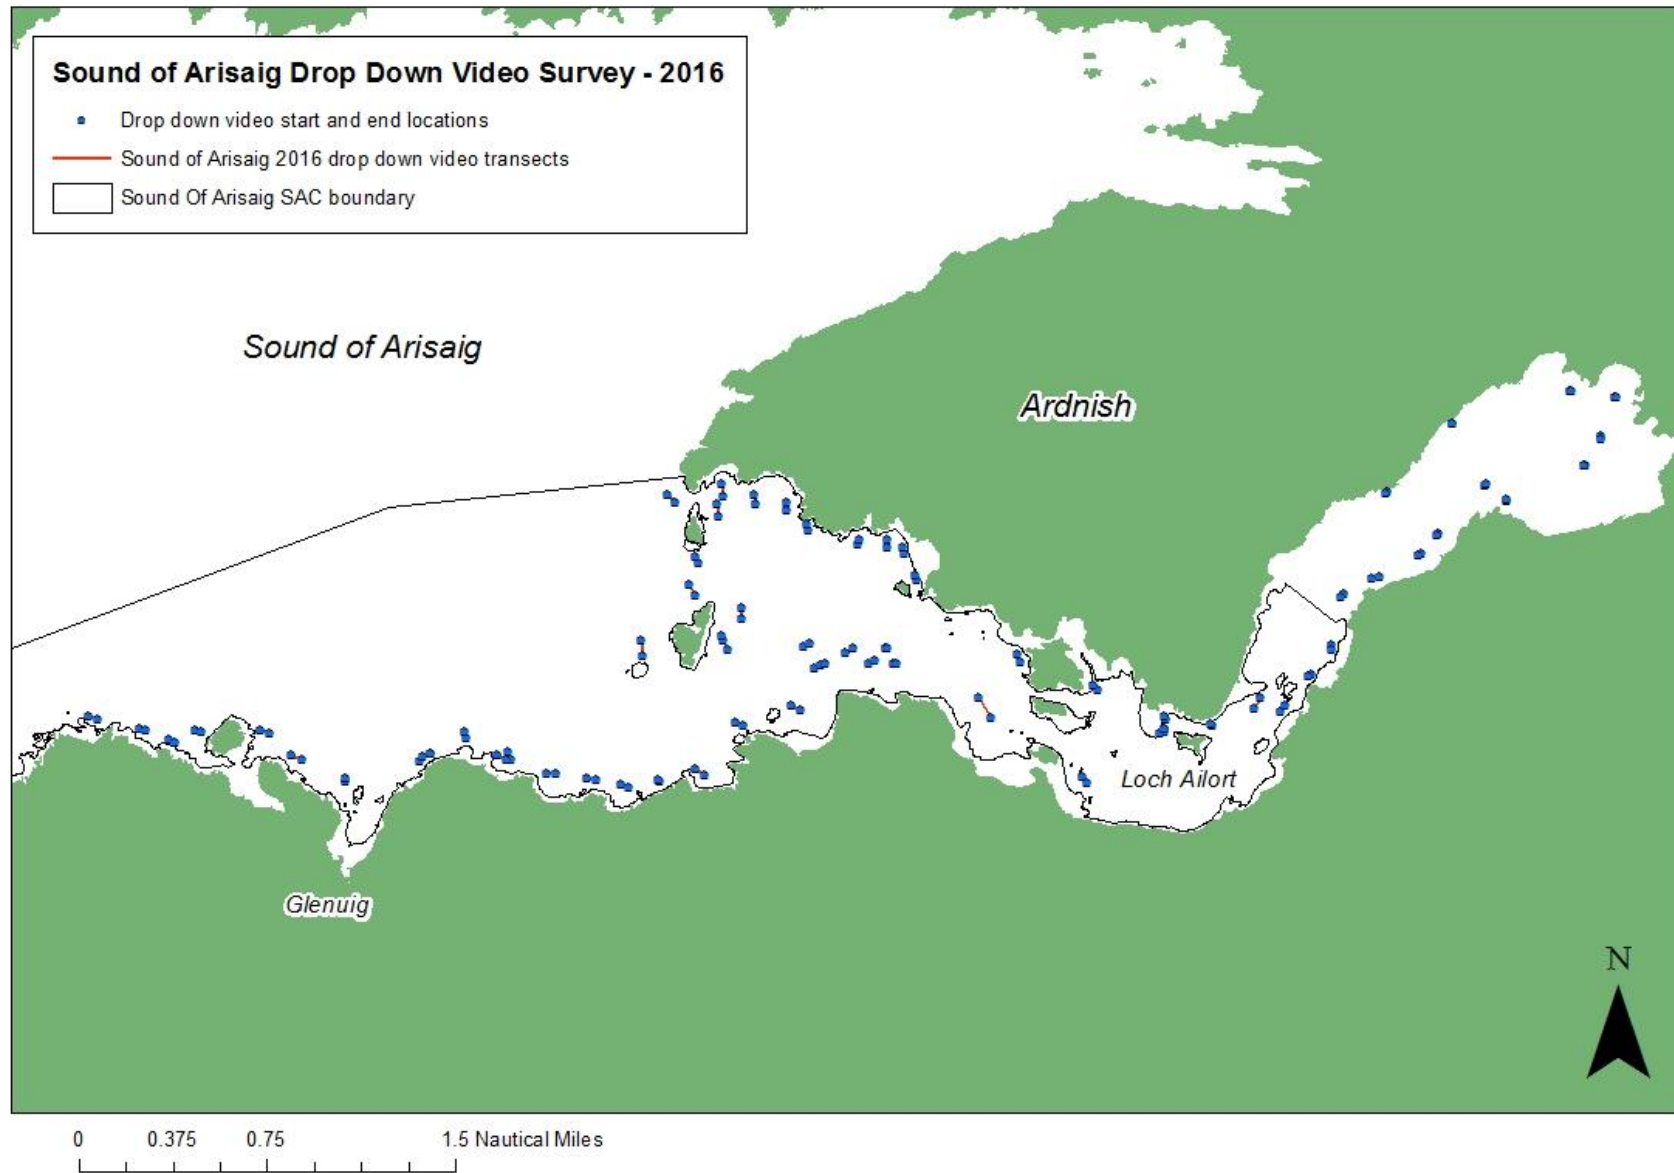 Sound of Arisaig Drop Down Video Survey - 2016
Drop down video start and end locations
Sound of Arisaig 2016 drop down video transects
Sound Of Arisaig SAC boundary
Sound of Arisaig
Ardnish
Loch Ailort
Glenuig
N
0 0.375 0.75 1.5 Nautical Miles